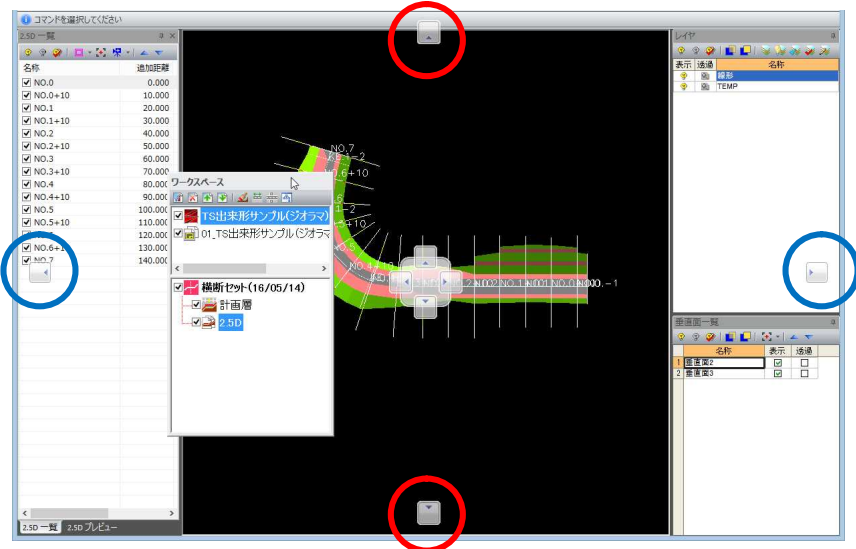 コマンドを選択してください
2.5D 一覧
名称 追加距離
NO.0 0.000
NO.0+10 10.000
NO.1 20.000
NO.1+10 30.000
NO.2 40.000
NO.2+10 50.000
NO.3 60.000
NO.3+10 70.000
NO.4 80.000
NO.4+10 90.000
NO.5 100.000
NO.5+10 110.000
120.000
NO.6+1 130.000
NO.7 140.000
2.5D 一覧 2.5D プレビュー
ワークスペース
TS出来形サンプル(ジオラマ)
01_TS出来形サンプル(ジオラマ
横断セット(16/05/14)
計画層
2.5D
NO.7
6+10
レイヤ
表示 透過 名称
線形
TEMP
垂直面一覧
名称 表示 透過
1 垂直面2
2 垂直面3